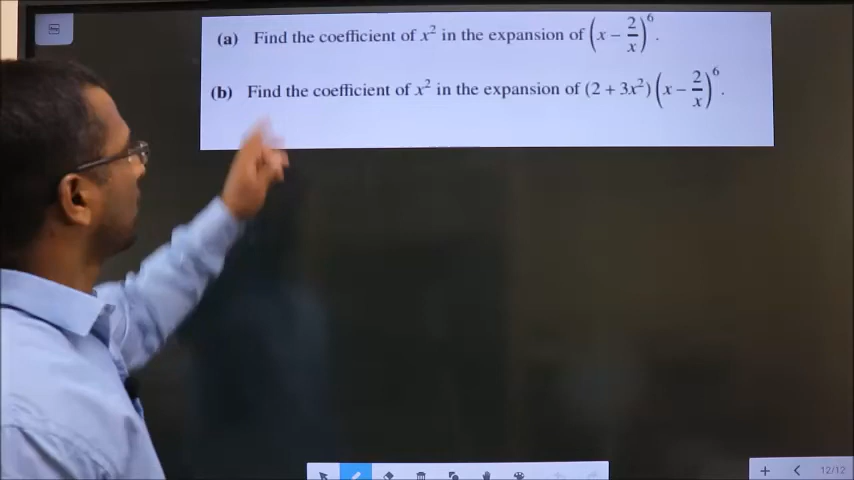 (a) Find the coefficient of x² in the expansion of (x − 2/x)⁶.
(b) Find the coefficient of x² in the expansion of (2 + 3x²)(x − 2/x)⁶.
12/12